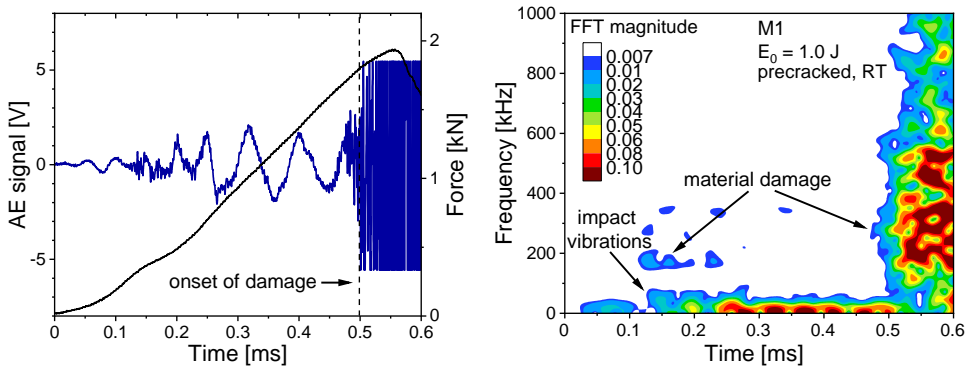 AE signal [V]
5
0
-5
onset of damage
0
0.1
0.2
0.3
0.4
0.5
0.6
Time [ms]
2
1
0
Force [kN]
Frequency [kHz]
1000
800
600
400
200
0
FFT magnitude
0.007
0.01
0.02
0.03
0.04
0.05
0.06
0.08
0.10
M1
E0 = 1.0 J
precracked, RT
material damage
impact
vibrations
0
0.1
0.2
0.3
0.4
0.5
0.6
Time [ms]